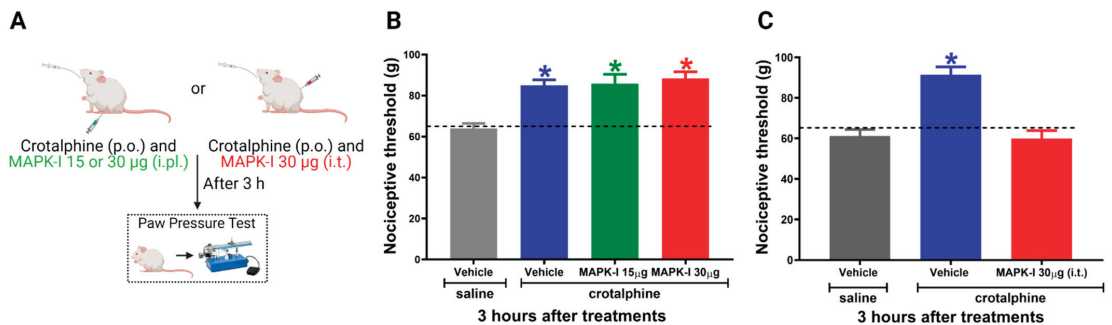 A
or
Crotalphine (p.o.) and
MAPK-I 15 or 30 µg (i.pl.)
Crotalphine (p.o.) and
MAPK-I 30 µg (i.t.)
After 3 h
Paw Pressure Test
B
Nociceptive threshold (g)
100
80
60
40
20
0
*
*
*
Vehicle
Vehicle
MAPK-I 15µg
MAPK-I 30µg
saline
crotalphine
3 hours after treatments
C
Nociceptive threshold (g)
100
80
60
40
20
0
*
Vehicle
Vehicle
MAPK-I 30µg (i.t.)
saline
crotalphine
3 hours after treatments